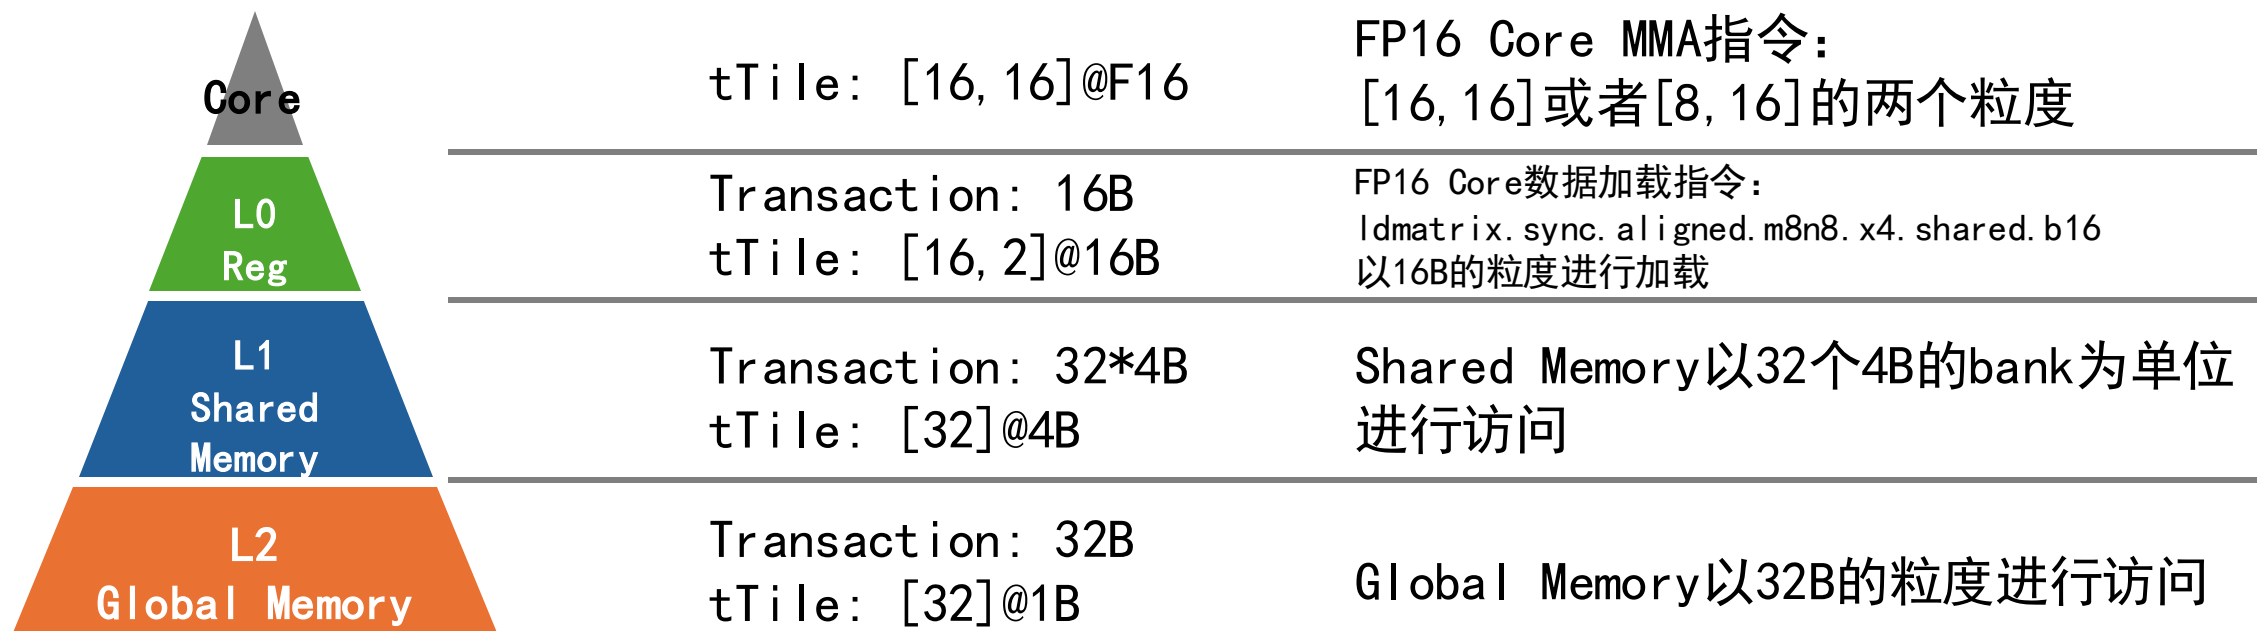 Core
tTile: [16,16]@F16
FP16 Core MMA指令：
[16,16]或者[8,16]的两个粒度
L0
Reg
Transaction: 16B
tTile: [16,2]@16B
FP16 Core数据加载指令：
ldmatrix.sync.aligned.m8n8.x4.shared.b16
以16B的粒度进行加载
L1
Shared
Memory
Transaction: 32*4B
tTile: [32]@4B
Shared Memory以32个4B的bank为单位
进行访问
L2
Global Memory
Transaction: 32B
tTile: [32]@1B
Global Memory以32B的粒度进行访问